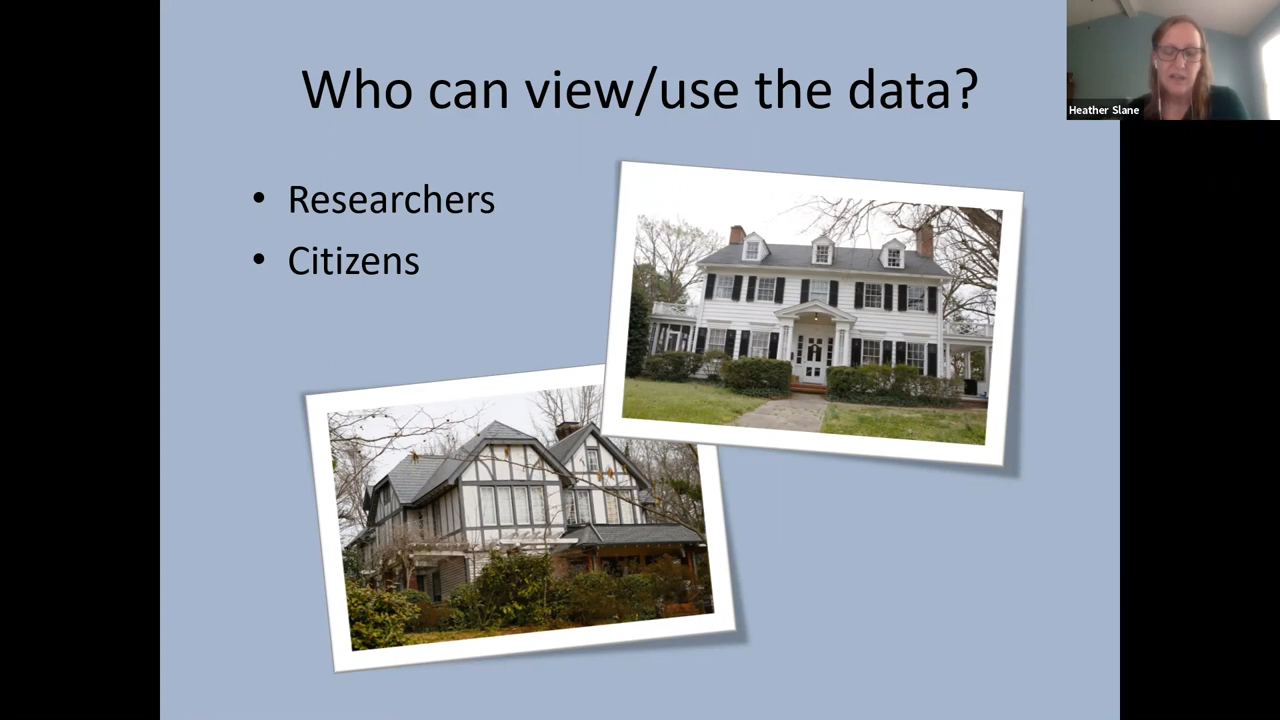 Who can view/use the data?
Heather Slane
• Researchers
• Citizens